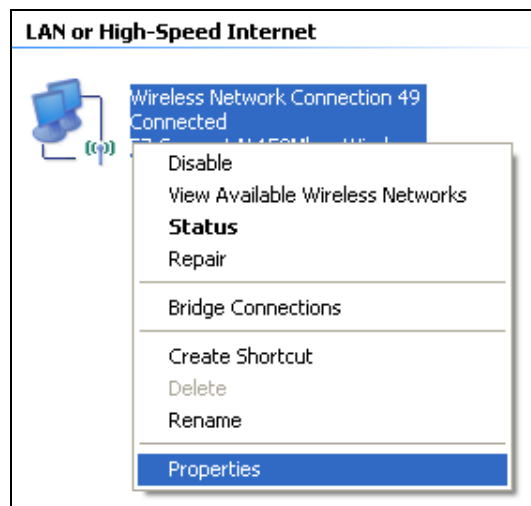 LAN or High-Speed Internet
Wireless Network Connection 49
Connected
Disable
View Available Wireless Networks
Status
Repair
Bridge Connections
Create Shortcut
Delete
Rename
Properties